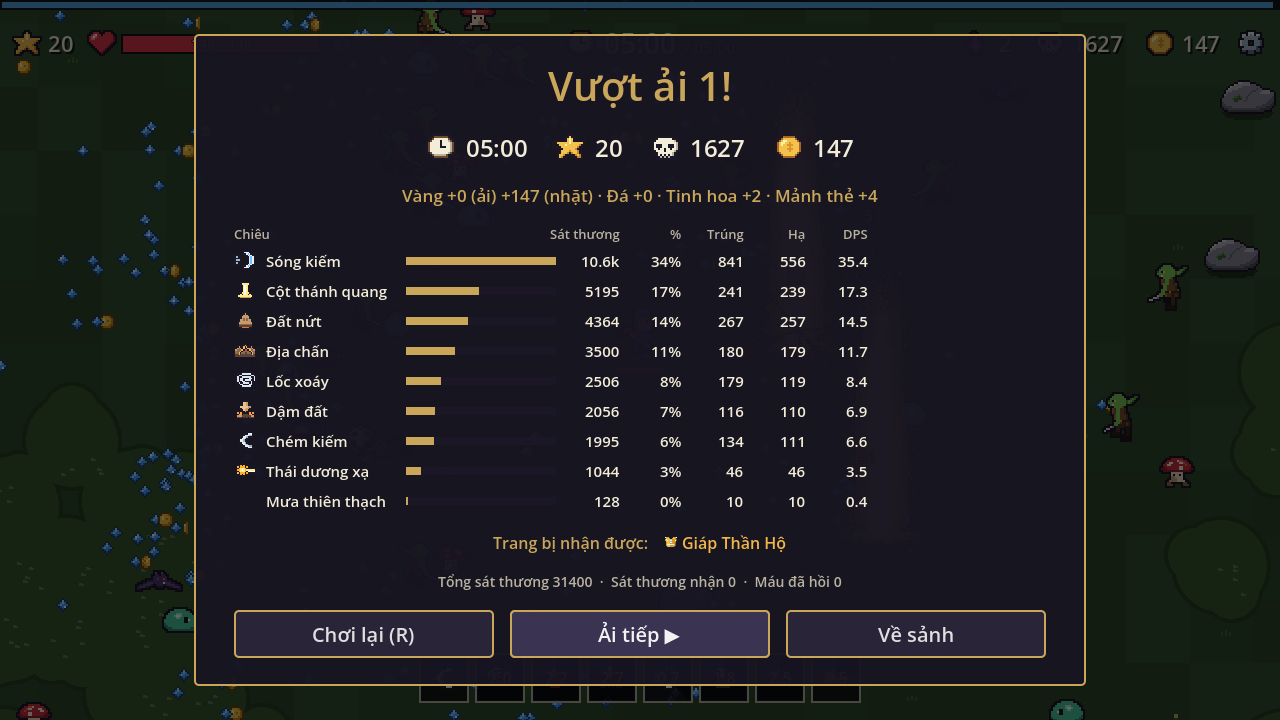 20 05:00 627 147
Vượt ải 1!
05:00 20 1627 147
Vàng +0 (ải) +147 (nhặt) · Đá +0 · Tinh hoa +2 · Mảnh thẻ +4
Chiêu Sát thương % Trúng Hạ DPS
Sóng kiếm 10.6k 34% 841 556 35.4
Cột thánh quang 5195 17% 241 239 17.3
Đất nứt 4364 14% 267 257 14.5
Địa chấn 3500 11% 180 179 11.7
Lốc xoáy 2506 8% 179 119 8.4
Dậm đất 2056 7% 116 110 6.9
Chém kiếm 1995 6% 134 111 6.6
Thái dương xạ 1044 3% 46 46 3.5
Mưa thiên thạch 128 0% 10 10 0.4
Trang bị nhận được: Giáp Thần Hộ
Tổng sát thương 31400 · Sát thương nhận 0 · Máu đã hồi 0
Chơi lại (R) Ải tiếp ▶ Về sảnh